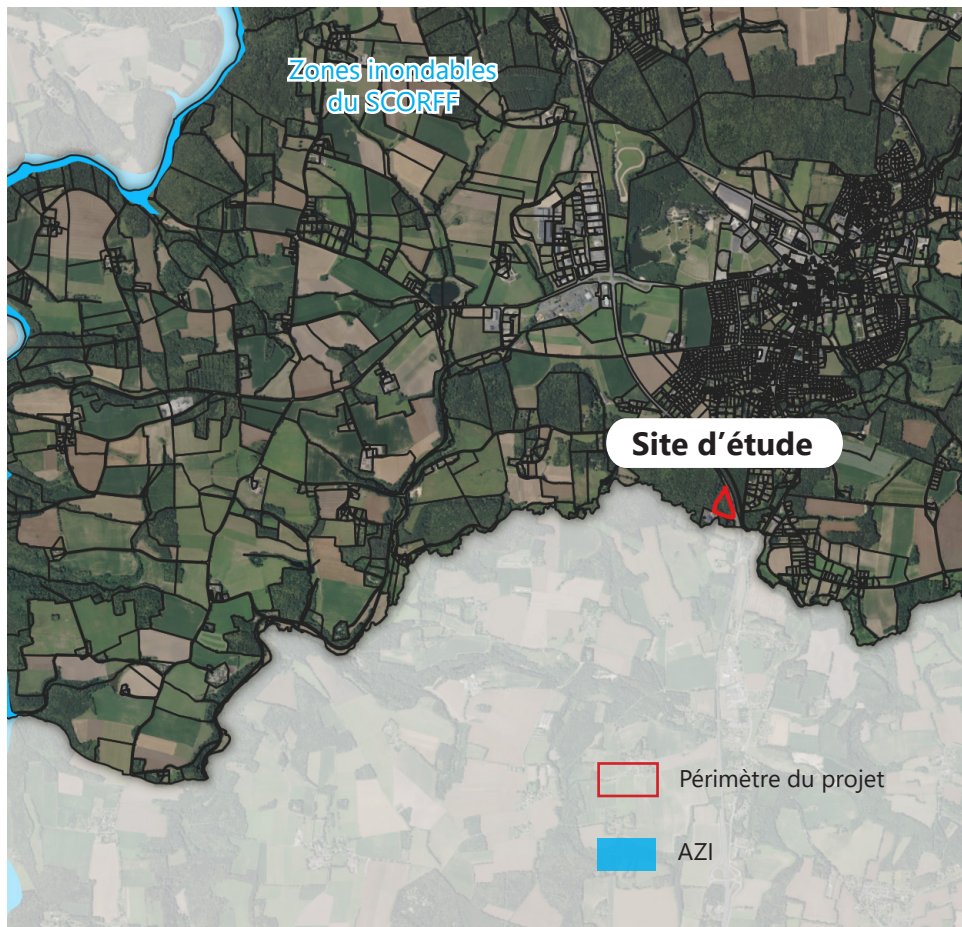 Zones inondables
du SCORFF
Site d’étude
Périmètre du projet
AZI